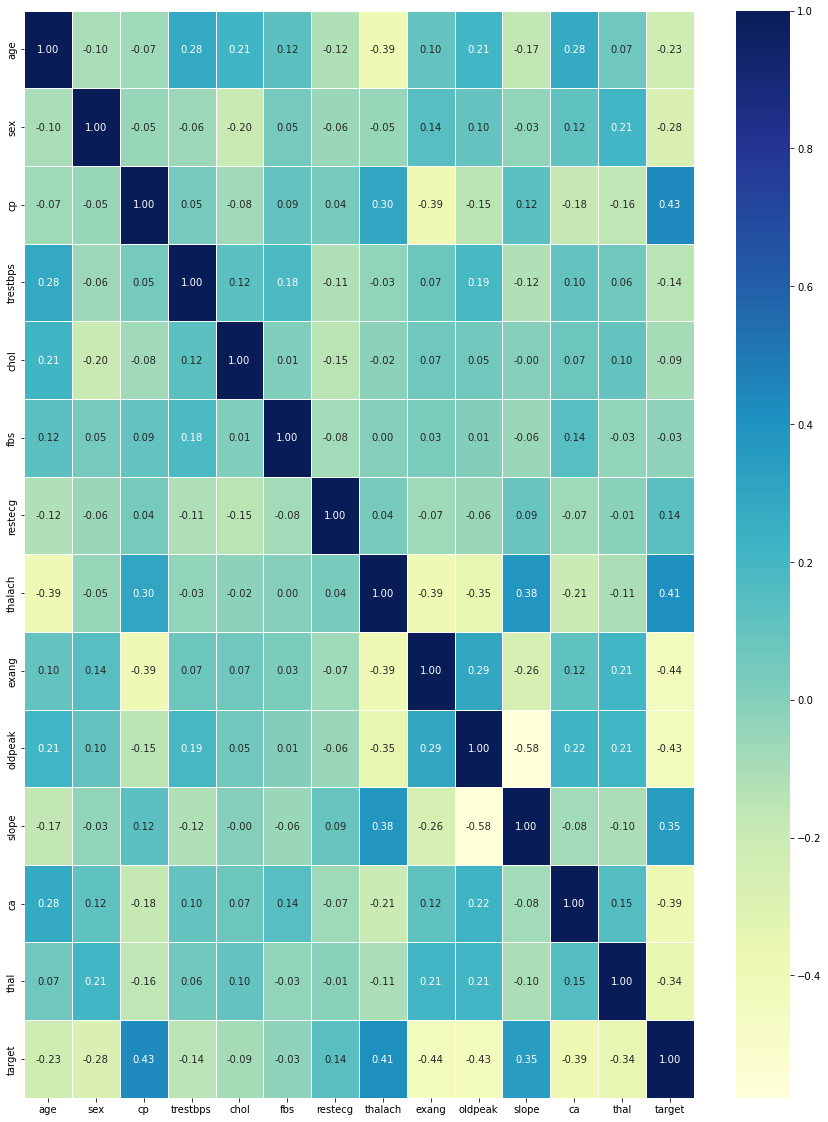 age 1.00 -0.10 -0.07 0.28 0.21 0.12 -0.12 -0.39 0.10 0.21 -0.17 0.28 0.07 -0.23
sex -0.10 1.00 -0.05 -0.06 -0.20 0.05 -0.06 -0.05 0.14 0.10 -0.03 0.12 0.21 -0.28
cp -0.07 -0.05 1.00 0.05 -0.08 0.09 0.04 0.30 -0.39 -0.15 0.12 -0.18 -0.16 0.43
trestbps 0.28 -0.06 0.05 1.00 0.12 0.18 -0.11 -0.03 0.07 0.19 -0.12 0.10 0.06 -0.14
chol 0.21 -0.20 -0.08 0.12 1.00 0.01 -0.15 -0.02 0.07 0.05 -0.00 0.07 0.10 -0.09
fbs 0.12 0.05 0.09 0.18 0.01 1.00 -0.08 0.00 0.03 0.01 -0.06 0.14 -0.03 -0.03
restecg -0.12 -0.06 0.04 -0.11 -0.15 -0.08 1.00 0.04 -0.07 -0.06 0.09 -0.07 -0.01 0.14
thalach -0.39 -0.05 0.30 -0.03 -0.02 0.00 0.04 1.00 -0.39 -0.35 0.38 -0.21 -0.11 0.41
exang 0.10 0.14 -0.39 0.07 0.07 0.03 -0.07 -0.39 1.00 0.29 -0.26 0.12 0.21 -0.44
oldpeak 0.21 0.10 -0.15 0.19 0.05 0.01 -0.06 -0.35 0.29 1.00 -0.58 0.22 0.21 -0.43
slope -0.17 -0.03 0.12 -0.12 -0.00 -0.06 0.09 0.38 -0.26 -0.58 1.00 -0.08 -0.10 0.35
ca 0.28 0.12 -0.18 0.10 0.07 0.14 -0.07 -0.21 0.12 0.22 -0.08 1.00 0.15 -0.39
thal 0.07 0.21 -0.16 0.06 0.10 -0.03 -0.01 -0.11 0.21 0.21 -0.10 0.15 1.00 -0.34
target -0.23 -0.28 0.43 -0.14 -0.09 -0.03 0.14 0.41 -0.44 -0.43 0.35 -0.39 -0.34 1.00
age sex cp trestbps chol fbs restecg thalach exang oldpeak slope ca thal target
1.0
0.8
0.6
0.4
0.2
0.0
−0.2
−0.4